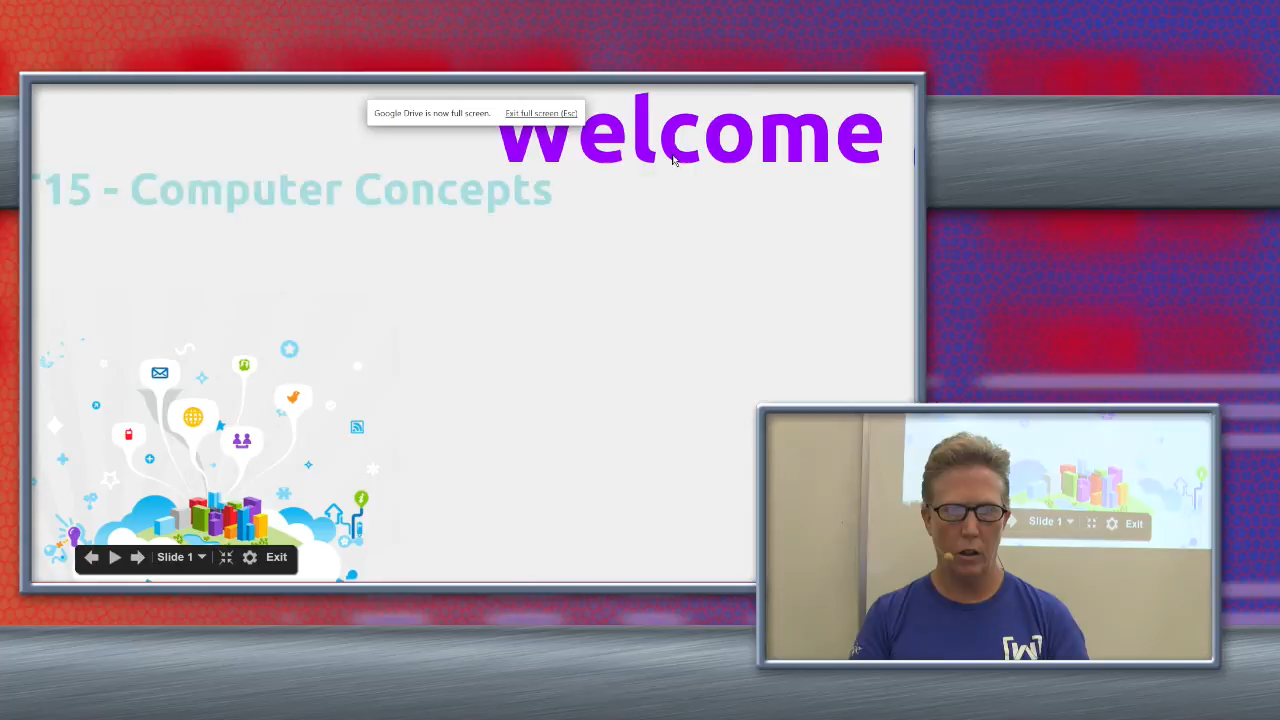 Google Drive is now full screen. Exit full screen (Esc)
Welcome
15 - Computer Concepts
Slide 1 Exit
Slide 1 Exit
[W]